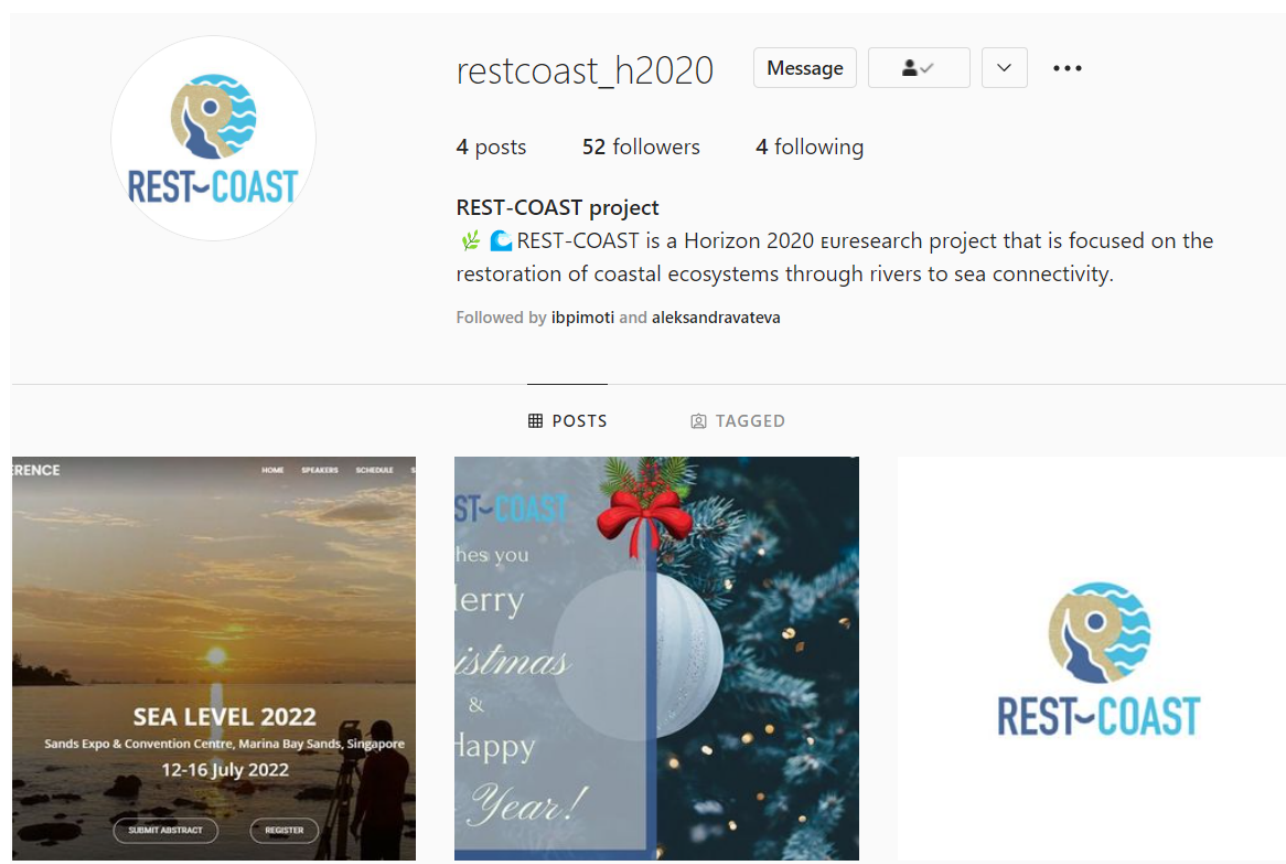 restcoast_h2020
Message
4 posts
52 followers
4 following
REST-COAST project
REST-COAST is a Horizon 2020 ᴇᴜresearch project that is focused on the
restoration of coastal ecosystems through rivers to sea connectivity.
Followed by ibpimoti and aleksandravateva
REST-COAST
POSTS
TAGGED
ERENCE
HOME
SPEAKERS
SCHEDULE
S
SEA LEVEL 2022
Sands Expo & Convention Centre, Marina Bay Sands, Singapore
12-16 July 2022
SUBMIT ABSTRACT
REGISTER
ST-COAST
hes you
lerry
istmas
&
Happy
Year!
REST-COAST